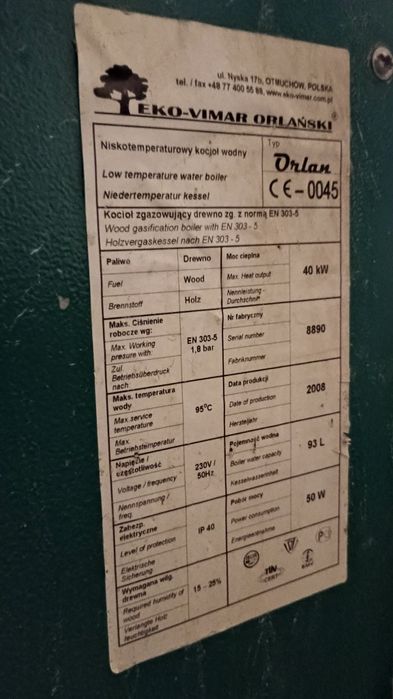 ul. Nyska 17b, OTMUCHÓW, POLSKA
tel. / fax +48 77 400 55 88, www.eko-vimar.com.pl
EKO-VIMAR ORLAŃSKI
Niskotemperaturowy kocjoł wodny
Low temperature water boiler
Niedertemperatur kessel
Typ
Orlan
CE-0045
Kocioł zgazowujący drewno zg. z normą EN 303-5
Wood gasification boiler with EN 303 - 5
Holzvergaskessel nach EN 303 - 5
Paliwo
Fuel
Brennstoff
Drewno
Wood
Holz
Moc cieplna
Max. Heat output
Nennleistung -
Durchschnitt
40 kW
Maks. Ciśnienie
robocze wg:
Max. Working
presure with:
Zul.
Betriebsüberdruck
nach
EN 303-5
1,8 bar
Nr fabryczny
Serial number
Fabriknummer
8890
Maks. temperatura
wody
Max service
temperature
Max.
Betriebstemperatur
95°C
Data produkcji
Date of production
Herstelljahr
2008
Napięcie /
częstotliwość
Voltage / frequency
Nennspannung /
freq.
230V /
50Hz
Pojemność wodna
Boiler water capacity
Kesselwasserinhalt
93 L
Zabezp.
elektryczne
Level of protection
Elektrische
Sicherung
IP 40
Pobór mocy
Power consumption
Energieeinnahme
50 W
Wymagana wilg.
drewna
Required humidity of
wood
Verlangte Holz
feuchtigkeit
15 - 25%
TÜV
CERT